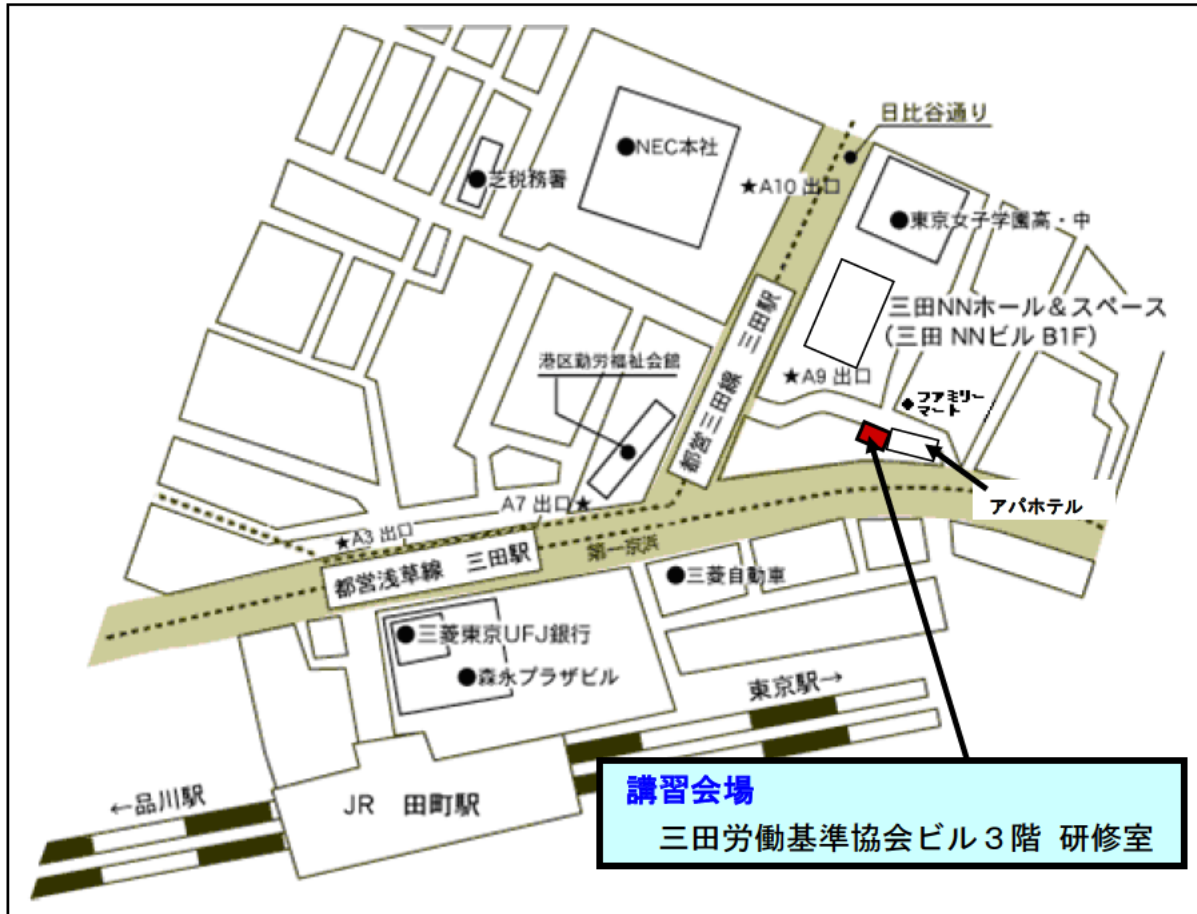 日比谷通り
●NEC本社
●芝税務署
★A10 出口
●東京女子学園高・中
三田NNホール＆スペース
（三田 NNビル B1F）
都営三田線 三田駅
港区勤労福祉会館
★A9 出口
ファミリー
マート
アパホテル
A7 出口★
★A3 出口
都営浅草線 三田駅
第一京浜
●三菱自動車
●三菱東京UFJ銀行
●森永プラザビル
東京駅→
←品川駅
JR 田町駅
講習会場
三田労働基準協会ビル３階 研修室